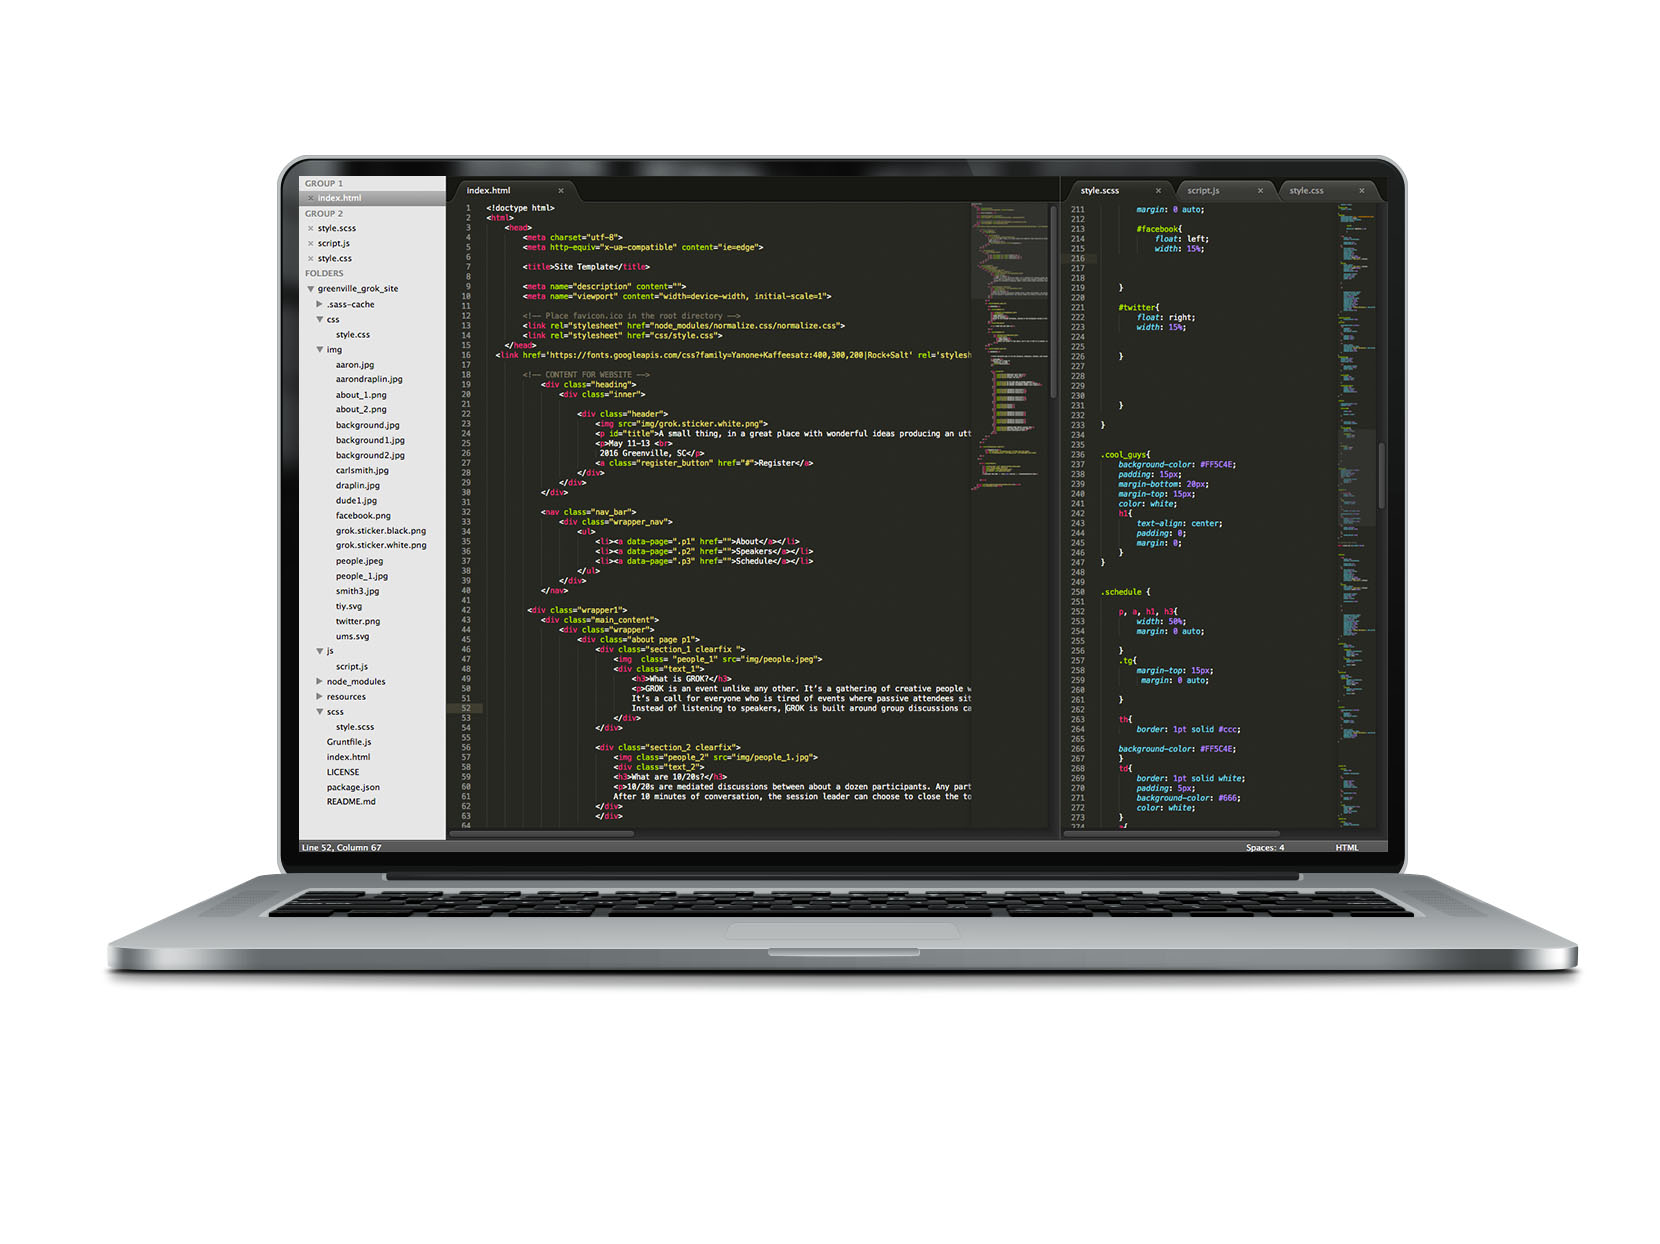 GROUP 1
index.html
GROUP 2
style.scss
script.js
style.css
FOLDERS
greenville_grok_site
.sass-cache
css
style.css
img
aaron.jpg
aarondraplin.jpg
about_1.png
about_2.png
background.jpg
background1.jpg
background2.jpg
carlsmith.jpg
draplin.jpg
dude1.jpg
facebook.png
grok.sticker.black.png
grok.sticker.white.png
people.jpeg
people_1.jpg
smith3.jpg
tiy.svg
twitter.png
ums.svg
js
script.js
node_modules
resources
scss
style.scss
Gruntfile.js
index.html
LICENSE
package.json
README.md
index.html
1 <!doctype html>
2 <html>
3 <head>
4 <meta charset="utf-8">
5 <meta http-equiv="x-ua-compatible" content="ie=edge">
6
7 <title>Site Template</title>
8
9 <meta name="description" content="">
10 <meta name="viewport" content="width=device-width, initial-scale=1">
11
12 <!-- Place favicon.ico in the root directory -->
13 <link rel="stylesheet" href="node_modules/normalize.css/normalize.css">
14 <link rel="stylesheet" href="css/style.css">
15 </head>
16 <link href='https://fonts.googleapis.com/css?family=Yanone+Kaffeesatz:400,300,200|Rock+Salt' rel='stylesh
17
18 <!-- CONTENT FOR WEBSITE -->
19 <div class="heading">
20 <div class="inner">
21
22 <div class="header">
23 <img src="img/grok.sticker.white.png">
24 <p id="title">A small thing, in a great place with wonderful ideas producing an utt
25 <p>May 11-13 <br>
26 2016 Greenville, SC</p>
27 <a class="register_button" href="#">Register</a>
28 </div>
29 </div>
30 </div>
31
32 <nav class="nav_bar">
33 <div class="wrapper_nav">
34 <ul>
35 <li><a data-page=".p1" href="">About</a></li>
36 <li><a data-page=".p2" href="">Speakers</a></li>
37 <li><a data-page=".p3" href="">Schedule</a></li>
38 </ul>
39 </div>
40 </nav>
41
42 <div class="wrapper1">
43 <div class="main_content">
44 <div class="wrapper">
45 <div class="about page p1">
46 <div class="section_1 clearfix ">
47 <img class= "people_1" src="img/people.jpeg">
48 <div class="text_1">
49 <h3>What is GROK?</h3>
50 <p>GROK is an event unlike any other. It's a gathering of creative people w
51 It's a call for everyone who is tired of events where passive attendees sit
52 Instead of listening to speakers, GROK is built around group discussions ca
53 </div>
54 </div>
55
56 <div class="section_2 clearfix">
57 <img class="people_2" src="img/people_1.jpg">
58 <div class="text_2">
59 <h3>What are 10/20s?</h3>
60 <p>10/20s are mediated discussions between about a dozen participants. Any part
61 After 10 minutes of conversation, the session leader can choose to close the to
62 </div>
63 </div>
64
style.scss
script.js
style.css
211 margin: 0 auto;
212
213 #facebook{
214 float: left;
215 width: 15%;
216
217
218
219 }
220
221 #twitter{
222 float: right;
223 width: 15%;
224
225
226 }
227
228
229
230
231 }
232
233 }
234
235
236 .cool_guys{
237 background-color: #FF5C4E;
238 padding: 15px;
239 margin-bottom: 20px;
240 margin-top: 15px;
241 color: white;
242 h1{
243 text-align: center;
244 padding: 0;
245 margin: 0;
246 }
247 }
248
249
250 .schedule {
251
252 p, a, h1, h3{
253 width: 50%;
254 margin: 0 auto;
255
256 }
257 .tg{
258 margin-top: 15px;
259 margin: 0 auto;
260
261 }
262
263 th{
264 border: 1pt solid #ccc;
265
266 background-color: #FF5C4E;
267 }
268 td{
269 border: 1pt solid white;
270 padding: 5px;
271 background-color: #666;
272 color: white;
273 }
274
Line 52, Column 67
Spaces: 4
HTML